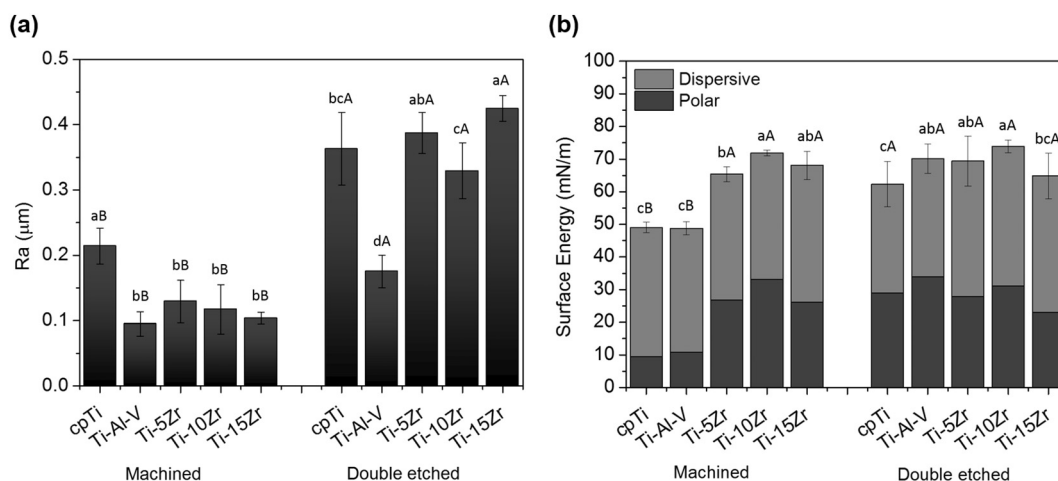 (a)
Ra (μm)
0.5
0.4
0.3
0.2
0.1
0.0
aB
bB
bB
bB
bB
bcA
dA
abA
cA
aA
cpTi
Ti-Al-V
Ti-5Zr
Ti-10Zr
Ti-15Zr
cpTi
Ti-Al-V
Ti-5Zr
Ti-10Zr
Ti-15Zr
Machined
Double etched
(b)
Surface Energy (mN/m)
100
90
80
70
60
50
40
30
20
10
0
Dispersive
Polar
cB
cB
bA
aA
abA
cA
abA
abA
aA
bcA
cpTi
Ti-Al-V
Ti-5Zr
Ti-10Zr
Ti-15Zr
cpTi
Ti-Al-V
Ti-5Zr
Ti-10Zr
Ti-15Zr
Machined
Double etched